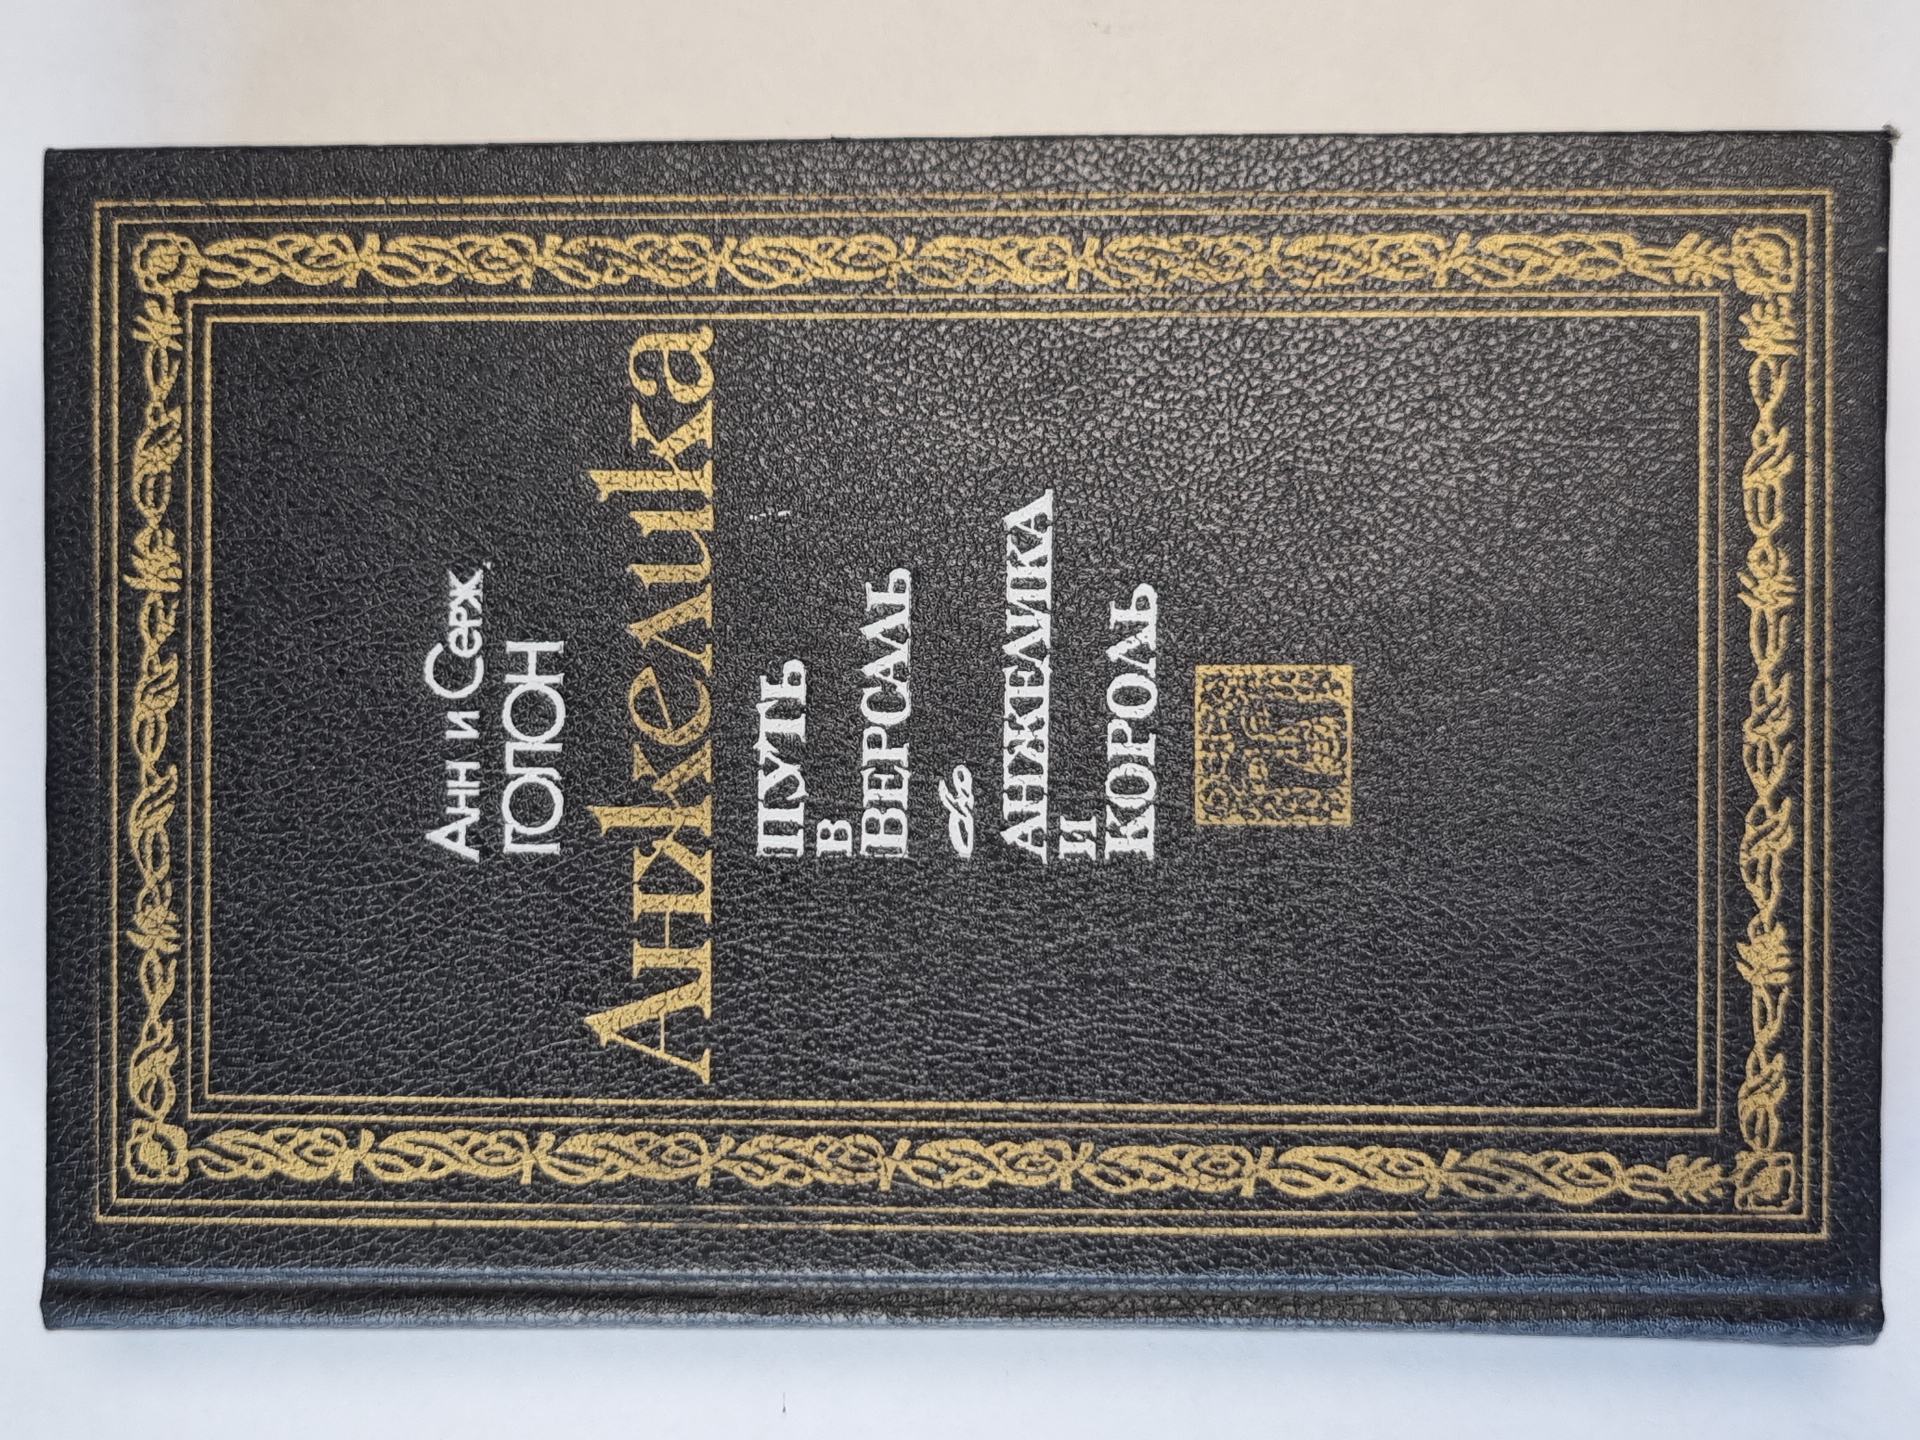 Анн и Серж
ГОЛОН
Анжелика
ПУТЬ
В
ВЕРСАЛЬ
АНЖЕЛИКА
И
КОРОЛЬ